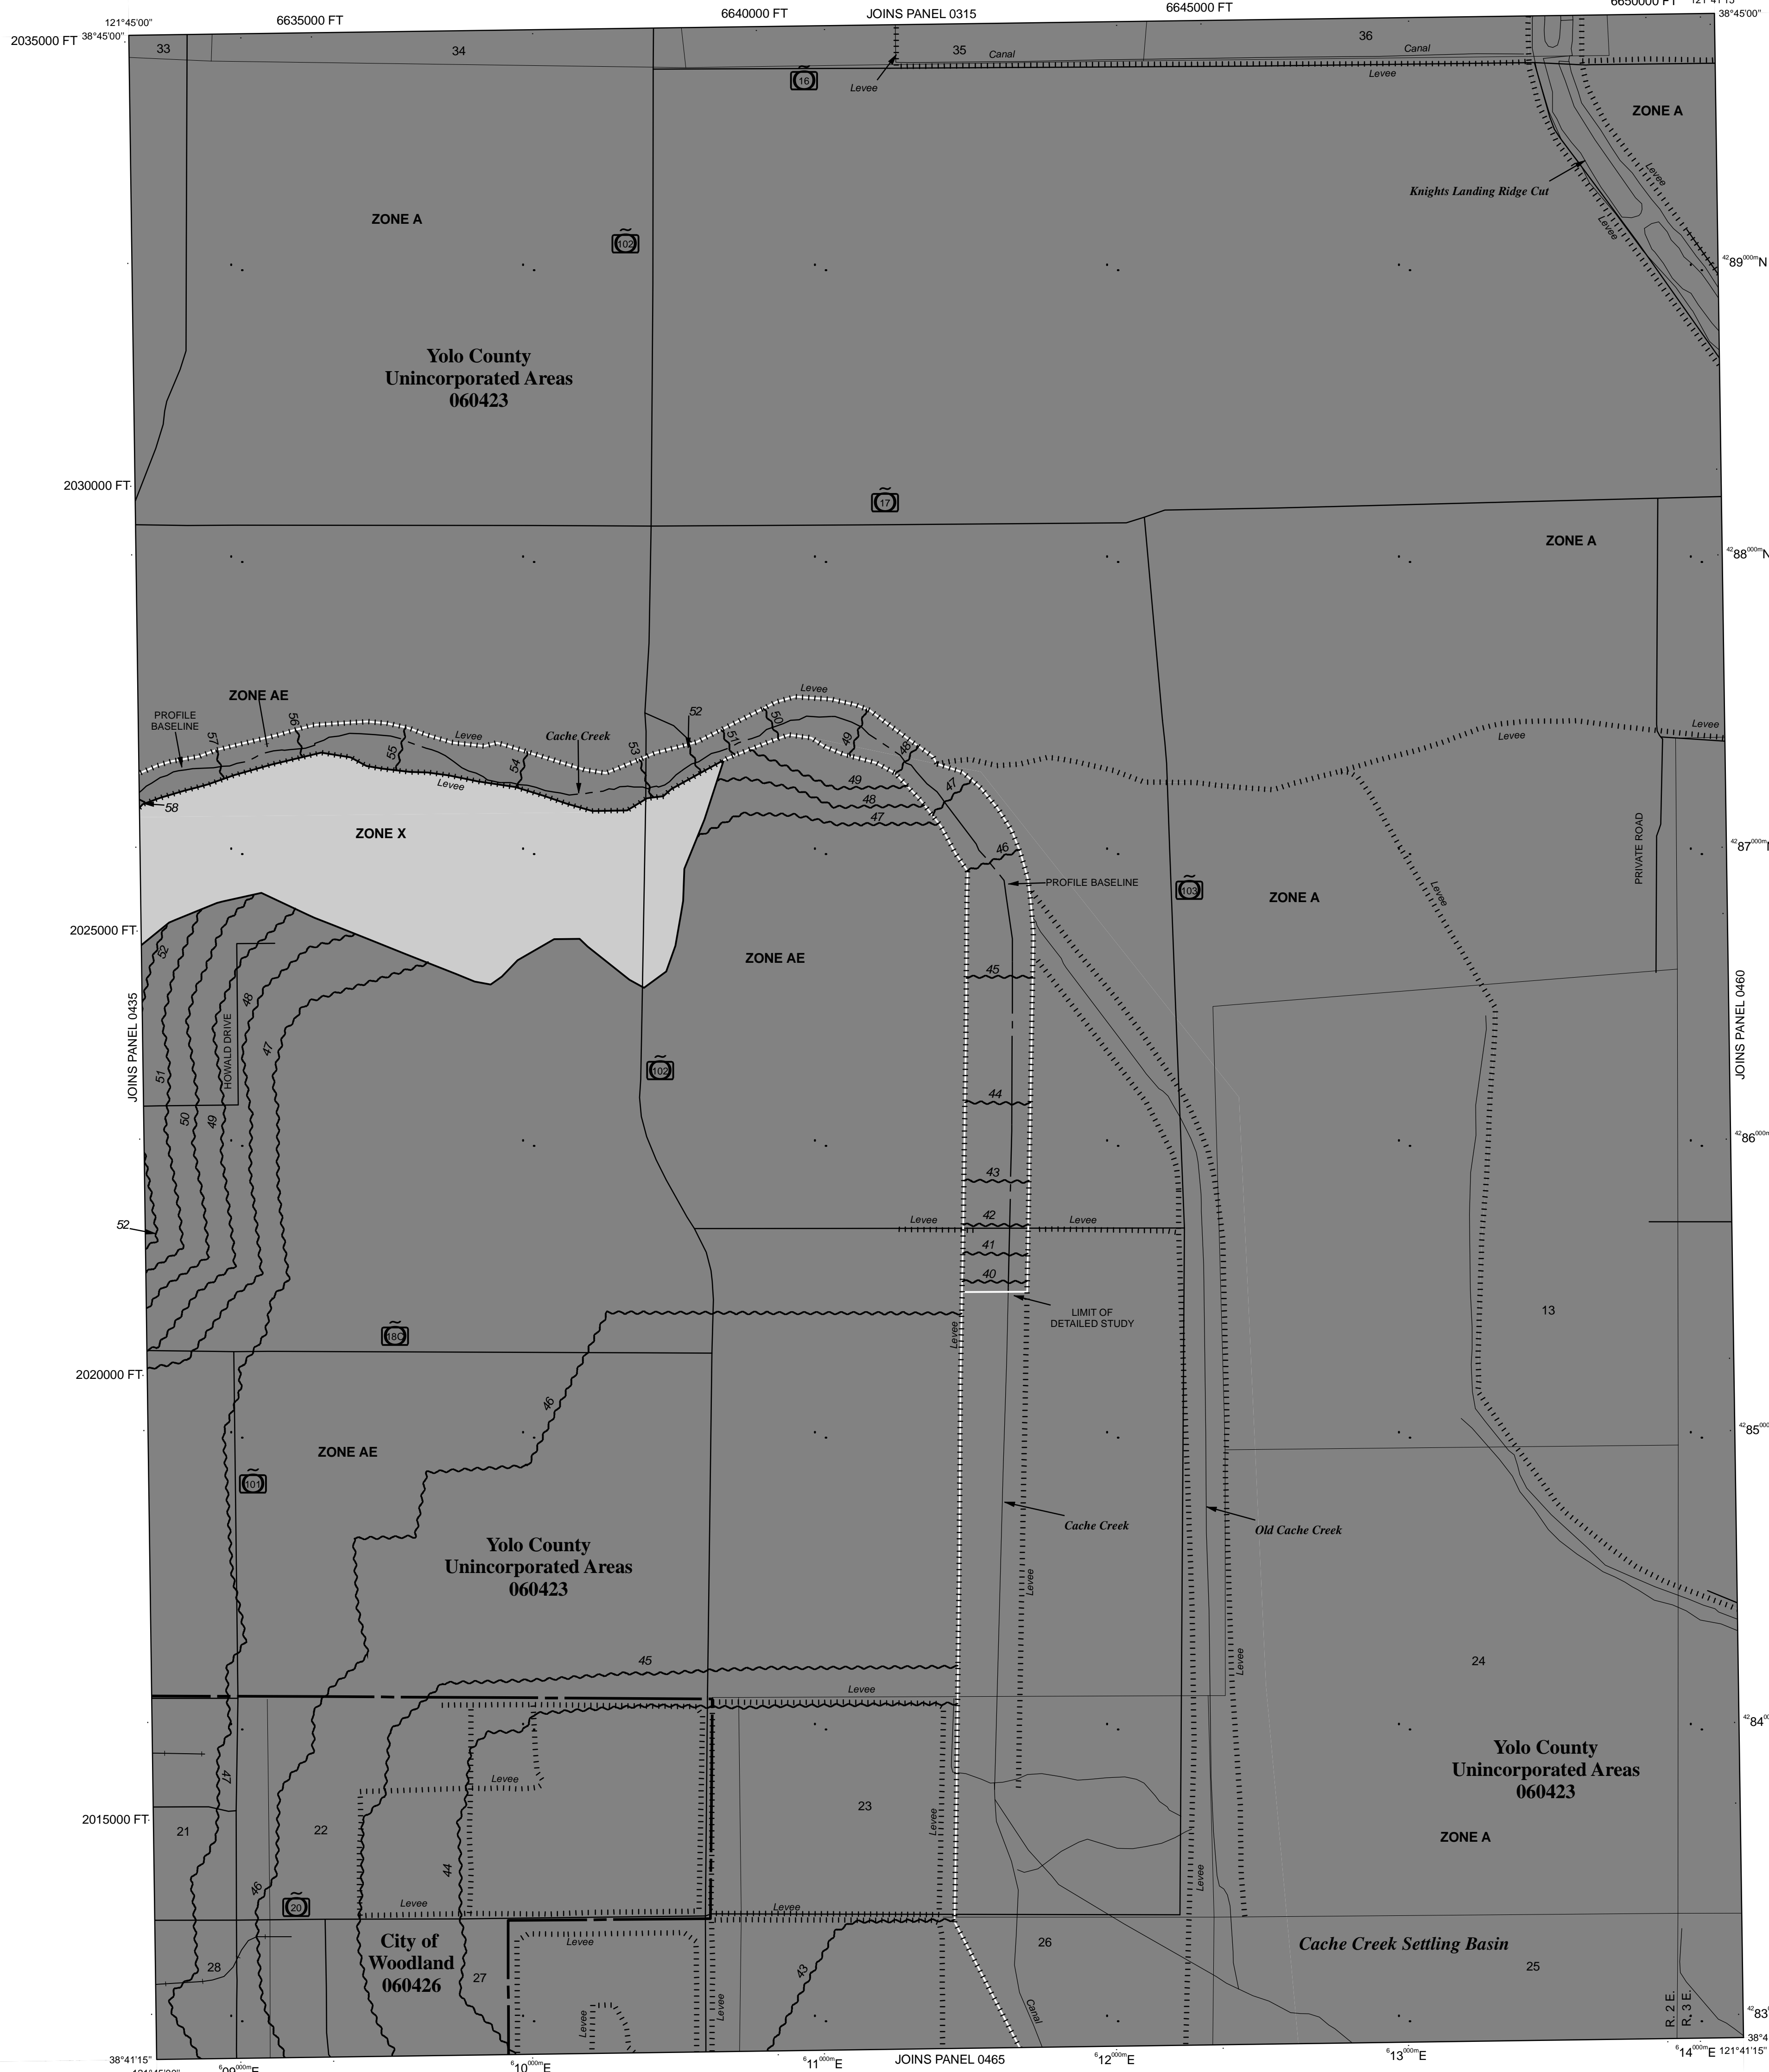 6635000 FT
6640000 FT
JOINS PANEL 0315
6645000 FT
121°45'00"
38°45'00"
38°45'00"
2035000 FT
33
34
35
36
Canal
Canal
Levee
Levee
16
ZONE A
Levee
Knights Landing Ridge Cut
Levee
ZONE A
102
4289000mN
Yolo County
Unincorporated Areas
060423
2030000 FT
17
ZONE A
4288000mN
ZONE AE
PROFILE
BASELINE
57
56
55
54
53
52
51
50
49
48
47
46
Levee
Levee
Cache Creek
Levee
Levee
Levee
58
49
48
47
ZONE X
PROFILE BASELINE
103
ZONE A
Levee
PRIVATE ROAD
2025000 FT
ZONE AE
45
JOINS PANEL 0435
JOINS PANEL 0460
52
51
50
49
48
47
HOWALD DRIVE
102
44
43
42
41
40
Levee
Levee
52
LIMIT OF
DETAILED STUDY
13
18C
Levee
2020000 FT
46
ZONE AE
101
Cache Creek
Old Cache Creek
Yolo County
Unincorporated Areas
060423
Levee
45
Levee
24
Levee
Yolo County
Unincorporated Areas
060423
47
Levee
23
Levee
2015000 FT
21
22
ZONE A
44
46
20
Levee
Levee
Levee
City of
Woodland
060426
Levee
26
Cache Creek Settling Basin
28
27
43
25
Levee
Levee
Canal
R. 2 E.
R. 3 E.
38°41'15"
610000mE
611000mE
JOINS PANEL 0465
612000mE
613000mE
614000mE
121°41'15"